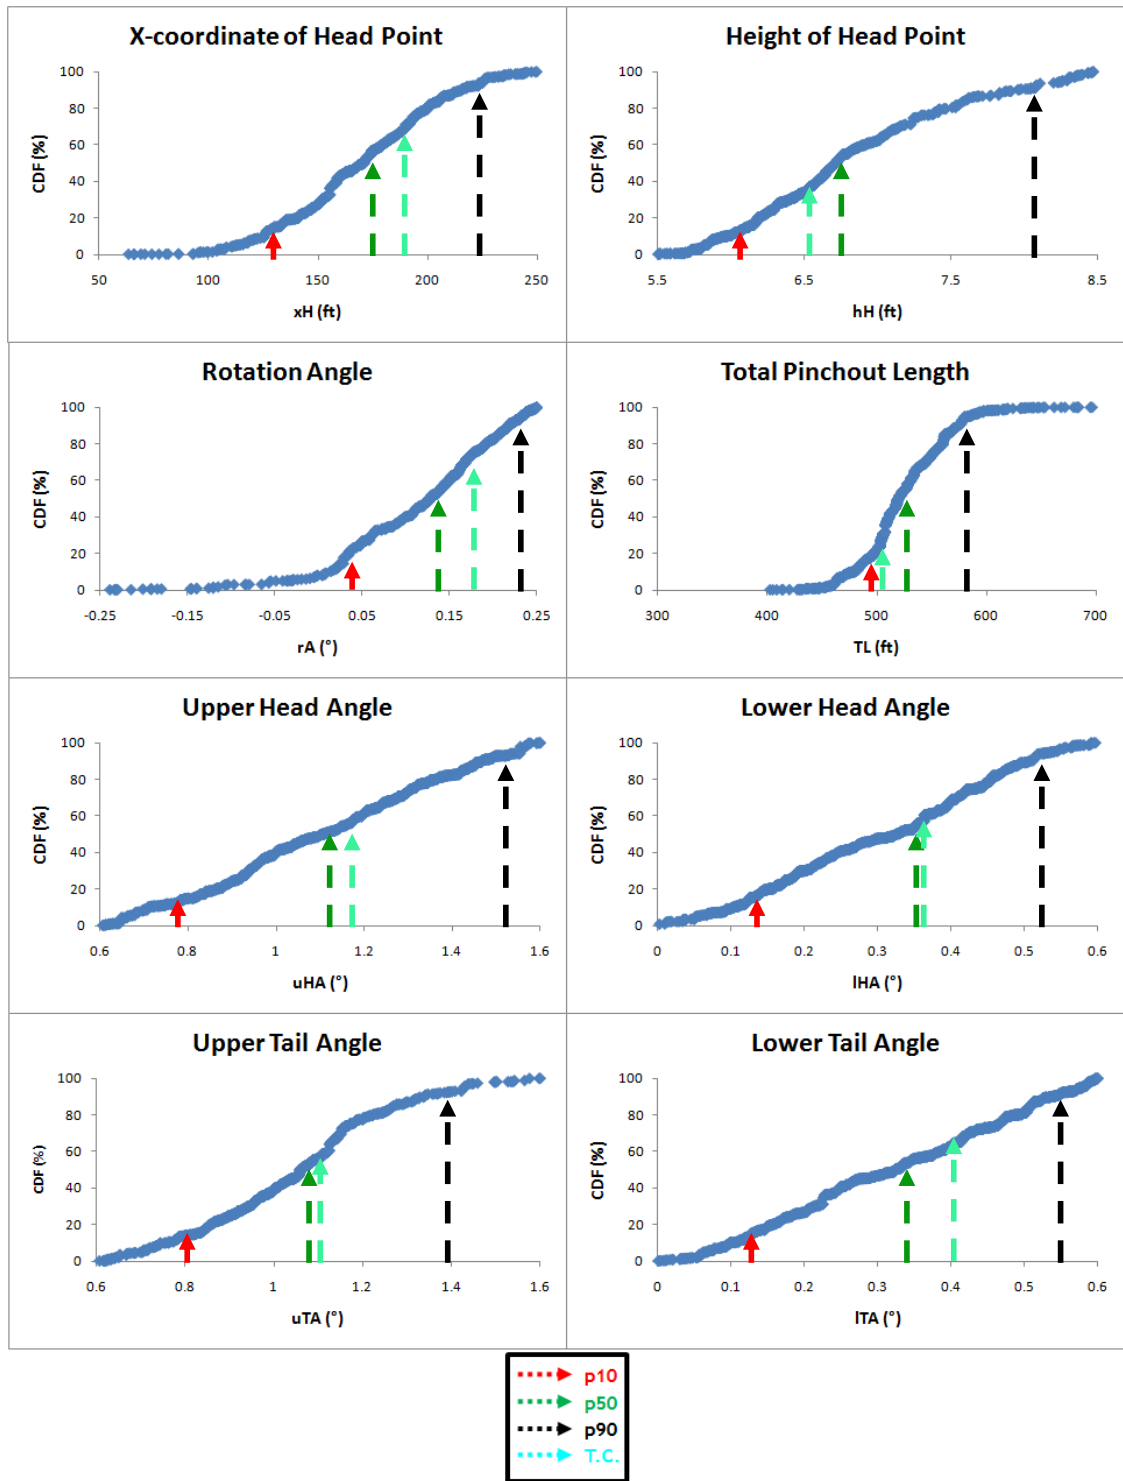 X-coordinate of Head Point
100
80
60
40
20
0
CDF (%)
50 100 150 200 250
xH (ft)
Height of Head Point
100
80
60
40
20
0
CDF (%)
5.5 6.5 7.5 8.5
hH (ft)
Rotation Angle
100
80
60
40
20
0
CDF (%)
-0.25 -0.15 -0.05 0.05 0.15 0.25
rA (°)
Total Pinchout Length
100
80
60
40
20
0
CDF (%)
300 400 500 600 700
TL (ft)
Upper Head Angle
100
80
60
40
20
0
CDF (%)
0.6 0.8 1 1.2 1.4 1.6
uHA (°)
Lower Head Angle
100
80
60
40
20
0
CDF (%)
0 0.1 0.2 0.3 0.4 0.5 0.6
lHA (°)
Upper Tail Angle
100
80
60
40
20
0
CDF (%)
0.6 0.8 1 1.2 1.4 1.6
uTA (°)
Lower Tail Angle
100
80
60
40
20
0
CDF (%)
0 0.1 0.2 0.3 0.4 0.5 0.6
lTA (°)
p10
p50
p90
T.C.